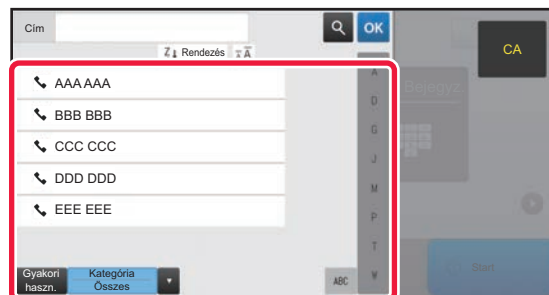 Cím
OK
CA
Rendezés
AAA AAA
BBB BBB
CCC CCC
DDD DDD
EEE EEE
A
D
G
J
M
P
T
W
Bejegyz.
Gyakori haszn.
Kategória
Összes
ABC
Start